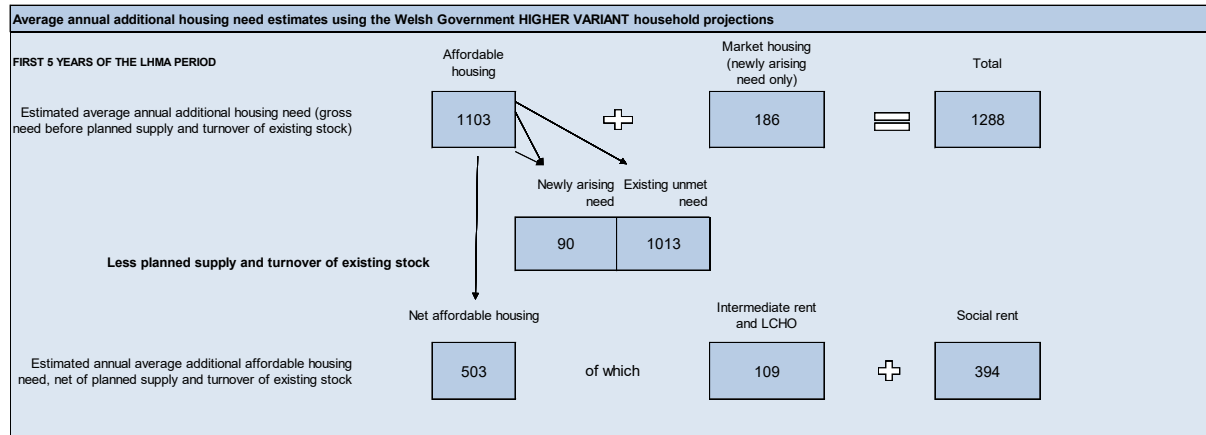 Average annual additional housing need estimates using the Welsh Government HIGHER VARIANT household projections
FIRST 5 YEARS OF THE LHMA PERIOD
Affordable
housing
Market housing
(newly arising
need only)
Total
Estimated average annual additional housing need (gross
need before planned supply and turnover of existing stock)
1103
186
1288
Newly arising
need
Existing unmet
need
90
1013
Less planned supply and turnover of existing stock
Net affordable housing
Intermediate rent
and LCHO
Social rent
Estimated annual average additional affordable housing
need, net of planned supply and turnover of existing stock
503
of which
109
394